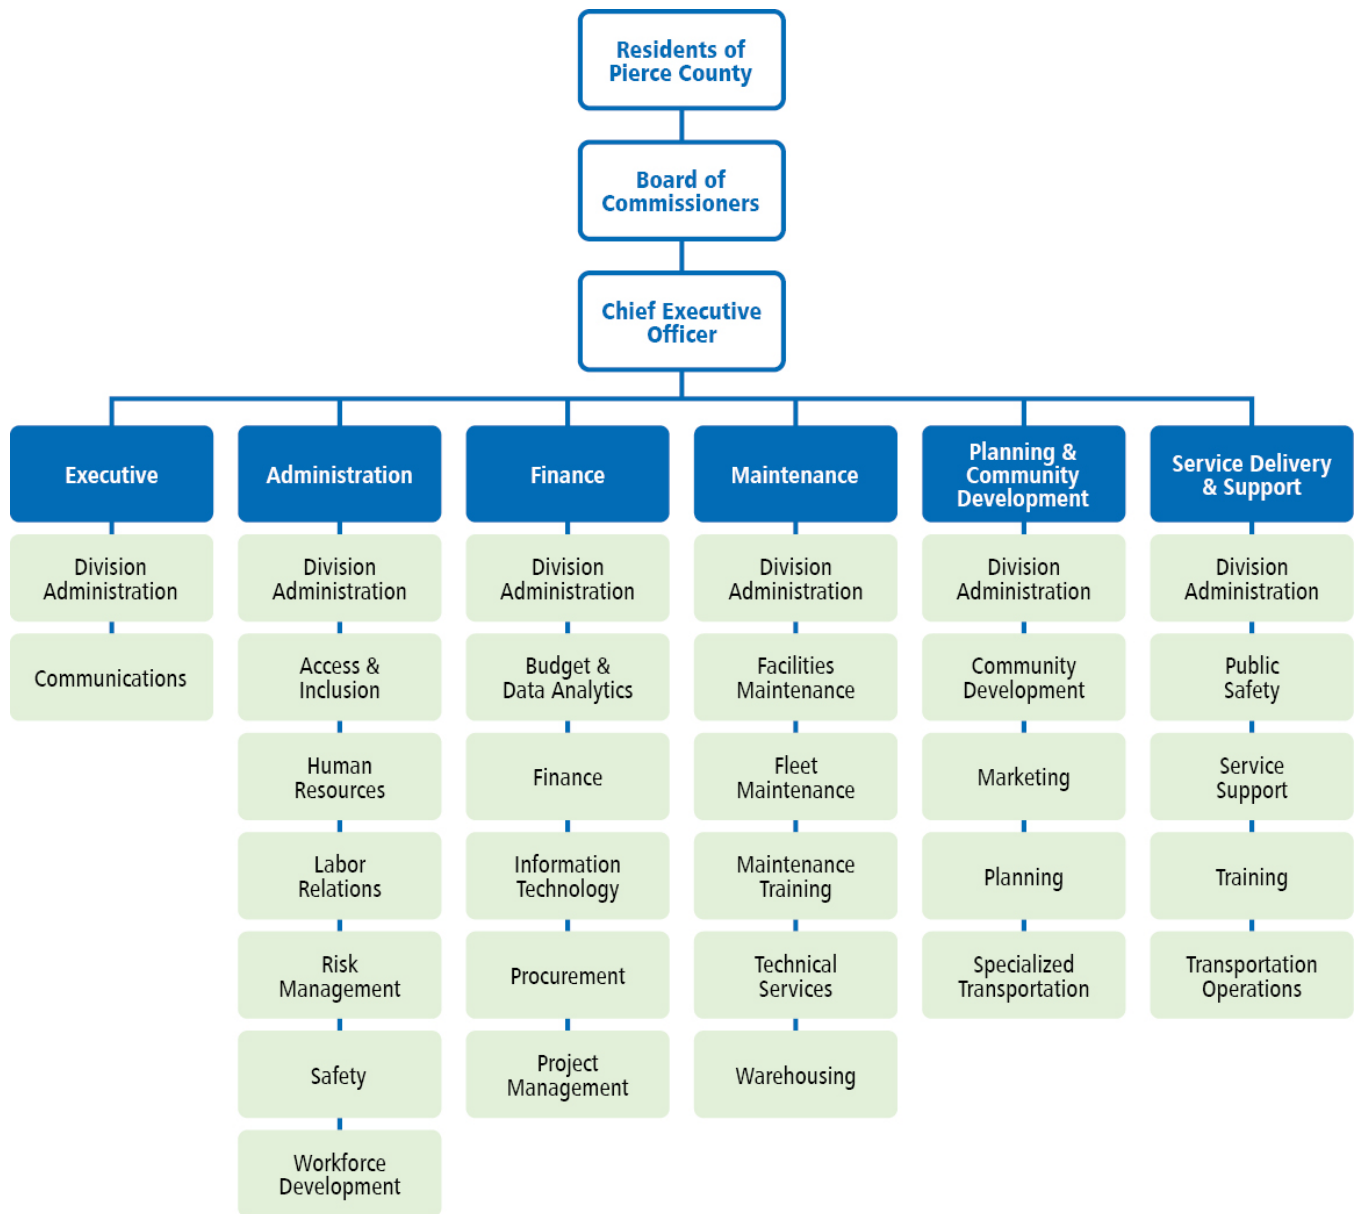 Residents of
Pierce County
Board of
Commissioners
Chief Executive
Officer
Executive
Division
Administration
Communications
Administration
Division
Administration
Access &
Inclusion
Human
Resources
Labor
Relations
Risk
Management
Safety
Workforce
Development
Finance
Division
Administration
Budget &
Data Analytics
Finance
Information
Technology
Procurement
Project
Management
Maintenance
Division
Administration
Facilities
Maintenance
Fleet
Maintenance
Maintenance
Training
Technical
Services
Warehousing
Planning &
Community
Development
Division
Administration
Community
Development
Marketing
Planning
Specialized
Transportation
Service Delivery
& Support
Division
Administration
Public
Safety
Service
Support
Training
Transportation
Operations